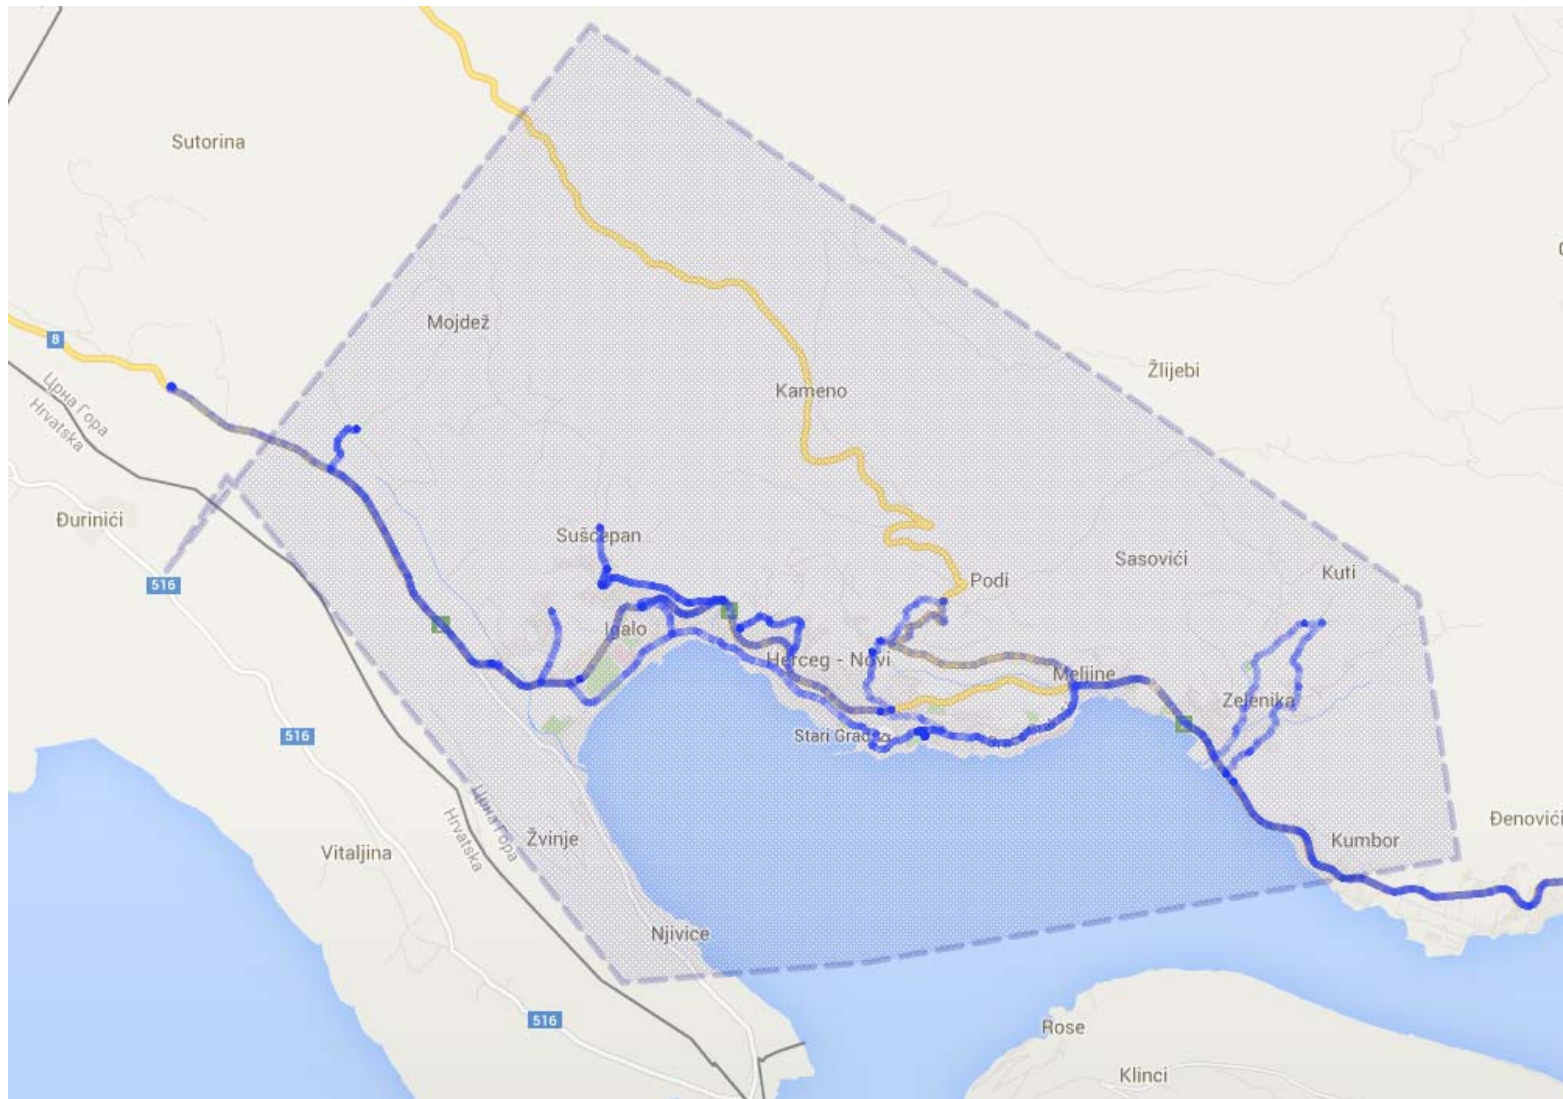 Sutorina
Mojdež
8
Žlijebi
Kameno
Црна Гора
Hrvatska
Đurinići
Sušćepan
Sasovići
Podi
Kuti
516
Igalo
Herceg - Novi
Meljine
Zelenika
516
Stari Grad
Црна Гора
Hrvatska
Žvinje
Vitaljina
Kumbor
Đenovići
Njivice
516
Rose
Klinci